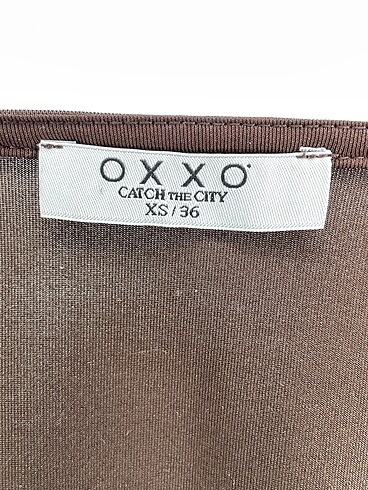 OXXO
CATCH THE CITY
XS / 36